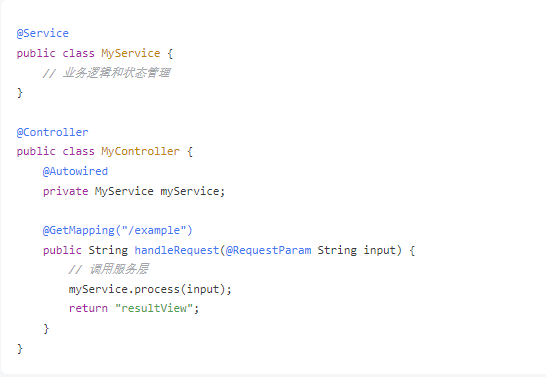 @Service
public class MyService {
    // 业务逻辑和状态管理
}

@Controller
public class MyController {
    @Autowired
    private MyService myService;

    @GetMapping("/example")
    public String handleRequest(@RequestParam String input) {
        // 调用服务层
        myService.process(input);
        return "resultView";
    }
}